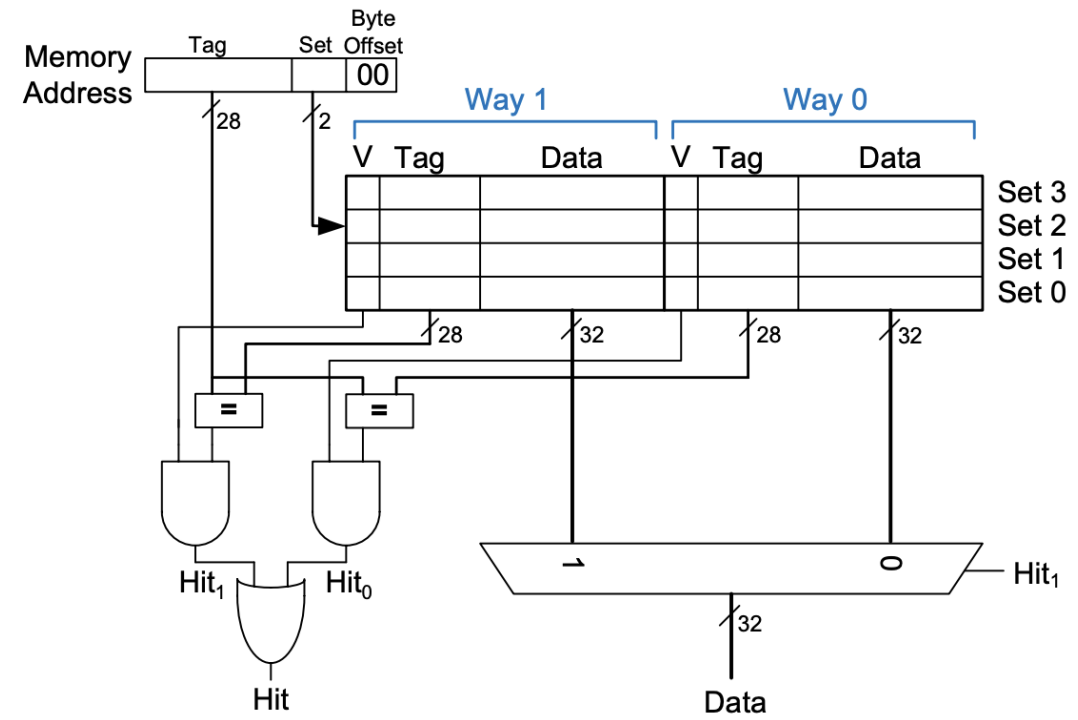 Memory
Address
Tag
Set
Byte
Offset
00
28
2
Way 1
Way 0
V
Tag
Data
V
Tag
Data
Set 3
Set 2
Set 1
Set 0
28
32
28
32
=
=
1
0
Hit₁
Hit₀
Hit₁
32
Hit
Data